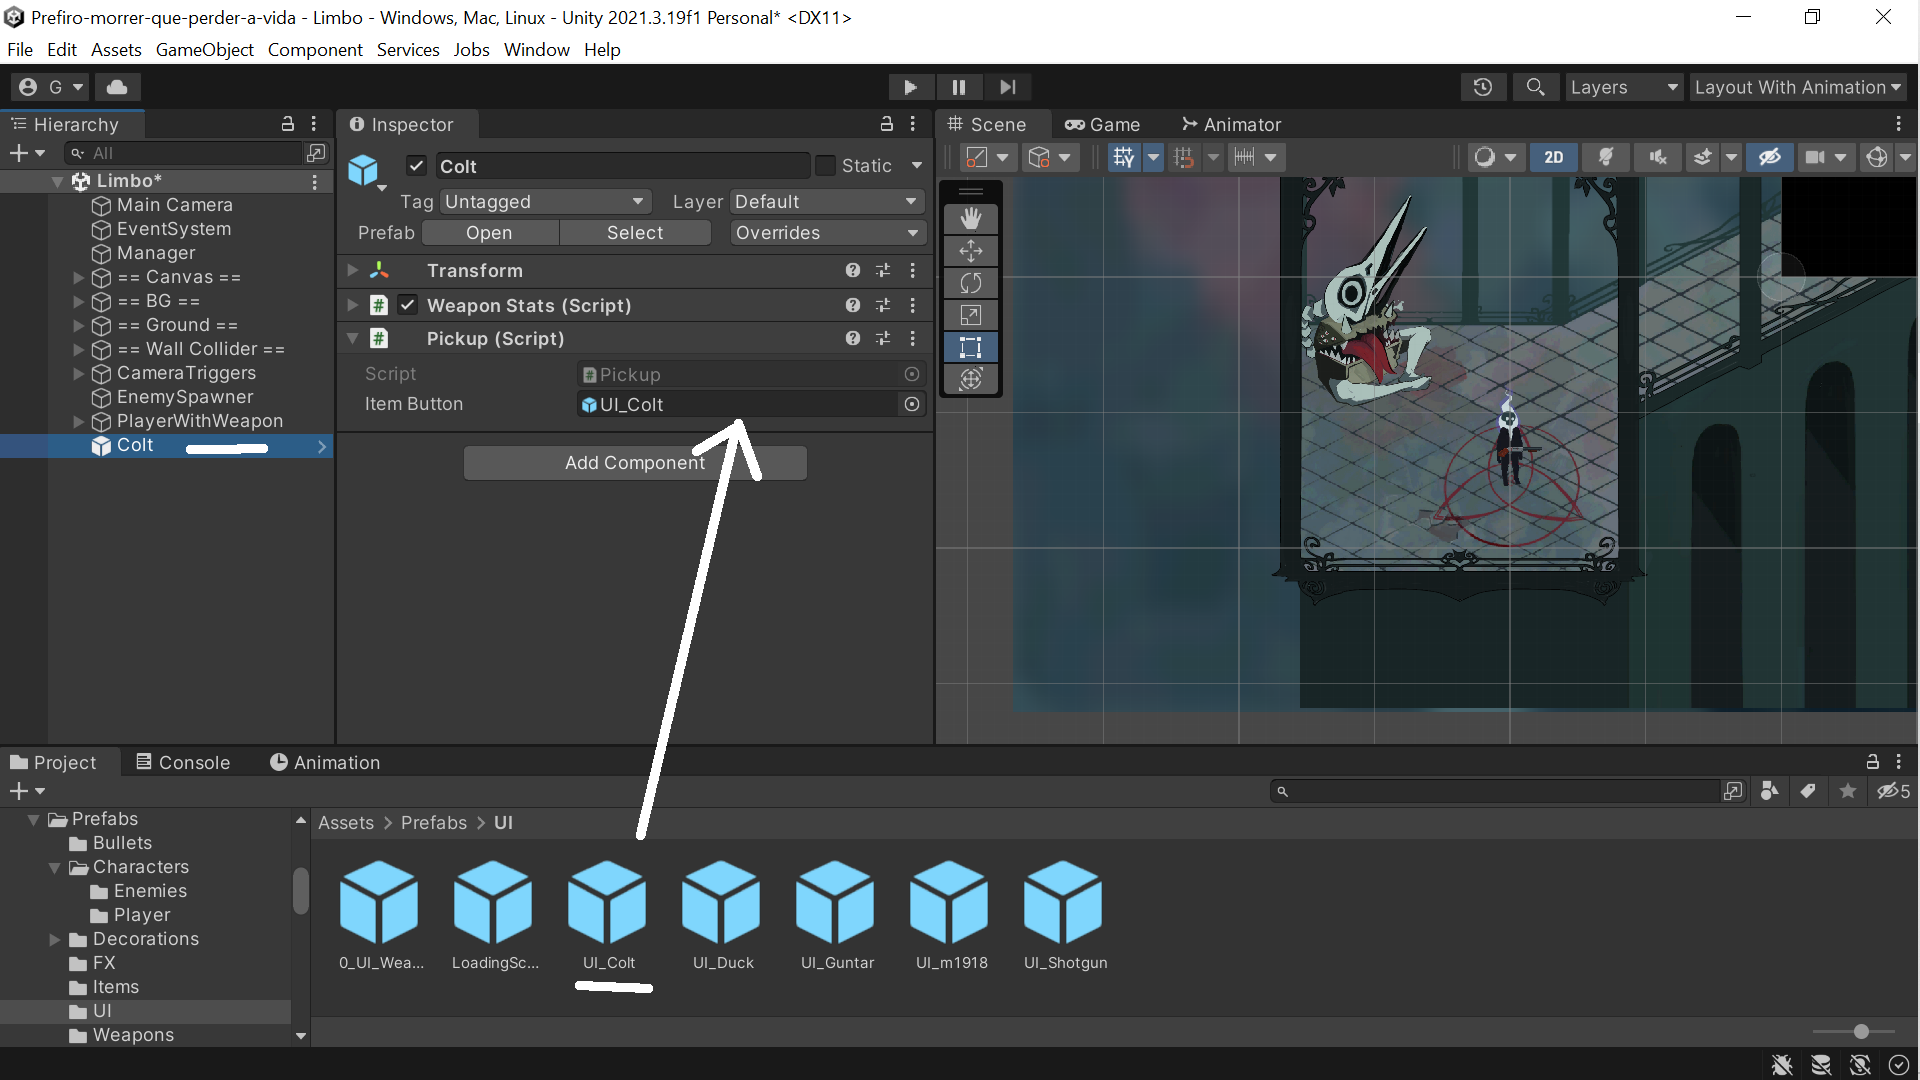 Prefiro-morrer-que-perder-a-vida - Limbo - Windows, Mac, Linux - Unity 2021.3.19f1 Personal* <DX11>
File Edit Assets GameObject Component Services Jobs Window Help
G Layers Layout With Animation
Hierarchy
All
Limbo*
Main Camera
EventSystem
Manager
== Canvas ==
== BG ==
== Ground ==
== Wall Collider ==
CameraTriggers
EnemySpawner
PlayerWithWeapon
Colt
Inspector
Colt Static
Tag Untagged Layer Default
Prefab Open Select Overrides
Transform
# Weapon Stats (Script)
# Pickup (Script)
Script # Pickup
Item Button UI_Colt
Add Component
Scene Game Animator
2D
Project Console Animation
5
Prefabs
Bullets
Characters
Enemies
Player
Decorations
FX
Items
UI
Weapons
Assets > Prefabs > UI
0_UI_Wea... LoadingSc... UI_Colt UI_Duck UI_Guntar UI_m1918 UI_Shotgun